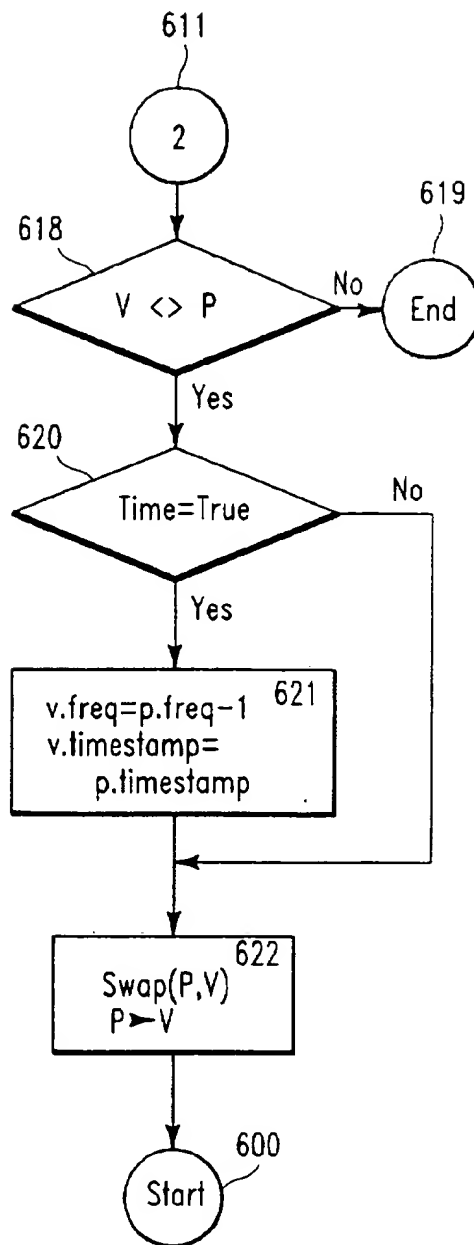 611
2
618
619
V <> P
No
End
Yes
620
Time=True
No
Yes
621
v.freq=p.freq-1
v.timestamp=
p.timestamp
622
Swap(P,V)
P➤V
600
Start